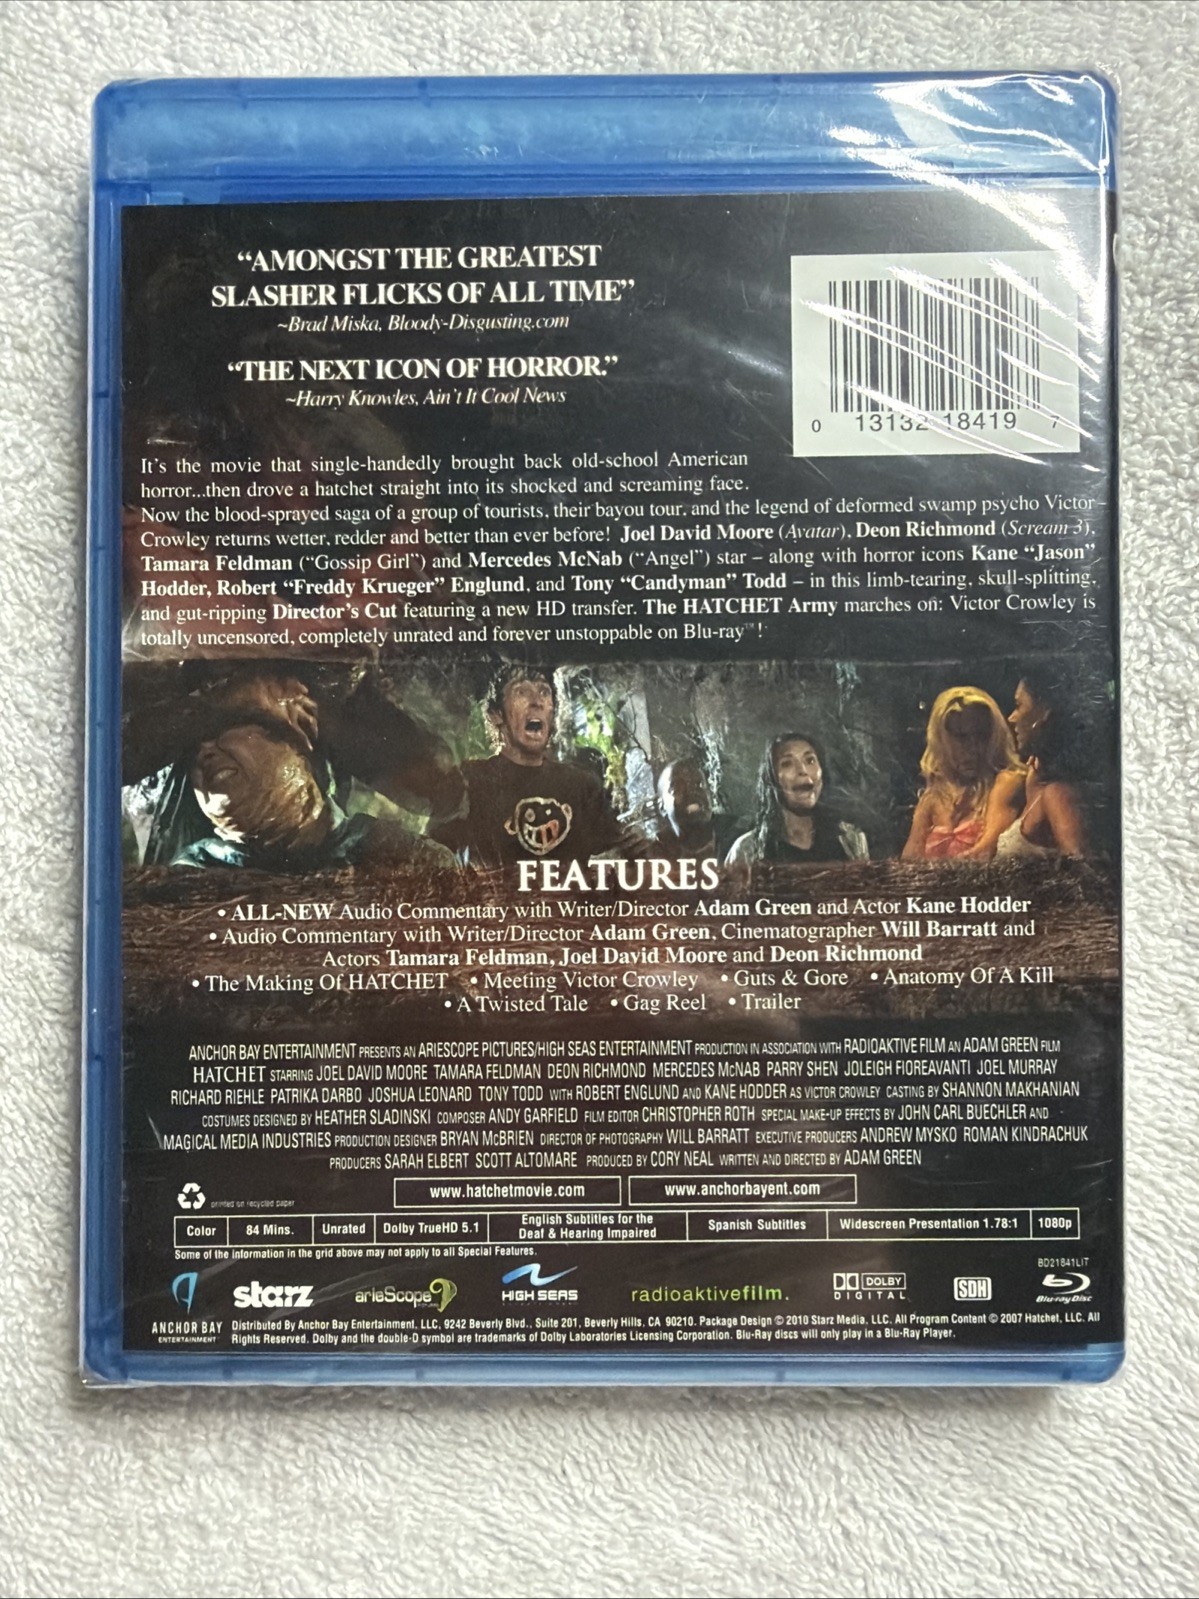 “AMONGST THE GREATEST
SLASHER FLICKS OF ALL TIME”
~Brad Miska, Bloody-Disgusting.com
“THE NEXT ICON OF HORROR.”
~Harry Knowles, Ain’t It Cool News
0 13132 18419 7
It’s the movie that single-handedly brought back old-school American
horror...then drove a hatchet straight into its shocked and screaming face.
Now the blood-sprayed saga of a group of tourists, their bayou tour, and the legend of deformed swamp psycho Victor
Crowley returns wetter, redder and better than ever before! Joel David Moore (Avatar), Deon Richmond (Scream 3),
Tamara Feldman (“Gossip Girl”) and Mercedes McNab (“Angel”) star – along with horror icons Kane “Jason”
Hodder, Robert “Freddy Krueger” Englund, and Tony “Candyman” Todd – in this limb-tearing, skull-splitting,
and gut-ripping Director’s Cut featuring a new HD transfer. The HATCHET Army marches on: Victor Crowley is
totally uncensored, completely unrated and forever unstoppable on Blu-ray™!
FEATURES
• ALL-NEW Audio Commentary with Writer/Director Adam Green and Actor Kane Hodder
• Audio Commentary with Writer/Director Adam Green, Cinematographer Will Barratt and
Actors Tamara Feldman, Joel David Moore and Deon Richmond
• The Making Of HATCHET • Meeting Victor Crowley • Guts & Gore • Anatomy Of A Kill
• A Twisted Tale • Gag Reel • Trailer
ANCHOR BAY ENTERTAINMENT PRESENTS AN ARIESCOPE PICTURES/HIGH SEAS ENTERTAINMENT PRODUCTION IN ASSOCIATION WITH RADIOAKTIVE FILM AN ADAM GREEN FILM
HATCHET STARRING JOEL DAVID MOORE TAMARA FELDMAN DEON RICHMOND MERCEDES McNAB PARRY SHEN JOLEIGH FIOREAVANTI JOEL MURRAY
RICHARD RIEHLE PATRIKA DARBO JOSHUA LEONARD TONY TODD WITH ROBERT ENGLUND AND KANE HODDER AS VICTOR CROWLEY CASTING BY SHANNON MAKHANIAN
COSTUMES DESIGNED BY HEATHER SLADINSKI COMPOSER ANDY GARFIELD FILM EDITOR CHRISTOPHER ROTH SPECIAL MAKE-UP EFFECTS BY JOHN CARL BUECHLER AND
MAGICAL MEDIA INDUSTRIES PRODUCTION DESIGNER BRYAN McBRIEN DIRECTOR OF PHOTOGRAPHY WILL BARRATT EXECUTIVE PRODUCERS ANDREW MYSKO ROMAN KINDRACHUK
PRODUCERS SARAH ELBERT SCOTT ALTOMARE PRODUCED BY CORY NEAL WRITTEN AND DIRECTED BY ADAM GREEN
printed on recycled paper
www.hatchetmovie.com www.anchorbayent.com
Color 84 Mins. Unrated Dolby TrueHD 5.1 English Subtitles for the Deaf & Hearing Impaired Spanish Subtitles Widescreen Presentation 1.78:1 1080p
Some of the information in the grid above may not apply to all Special Features.
BD21841LIT
starz arieScope HIGH SEAS radioaktivefilm. DOLBY DIGITAL SDH Blu-ray Disc
ANCHOR BAY ENTERTAINMENT
Distributed By Anchor Bay Entertainment, LLC, 9242 Beverly Blvd., Suite 201, Beverly Hills, CA 90210. Package Design © 2010 Starz Media, LLC. All Program Content © 2007 Hatchet, LLC. All
Rights Reserved. Dolby and the double-D symbol are trademarks of Dolby Laboratories Licensing Corporation. Blu-Ray discs will only play in a Blu-Ray Player.